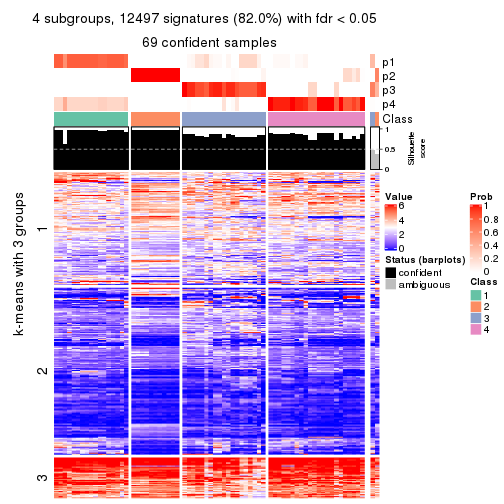 4 subgroups, 12497 signatures (82.0%) with fdr < 0.05
69 confident samples
p1
p2
p3
p4
Class
1
0.5
0
Silhouette
score
k-means with 3 groups
1
2
3
Value
6
4
2
0
Status (barplots)
confident
ambiguous
Prob
1
0.8
0.6
0.4
0.2
0
Class
1
2
3
4